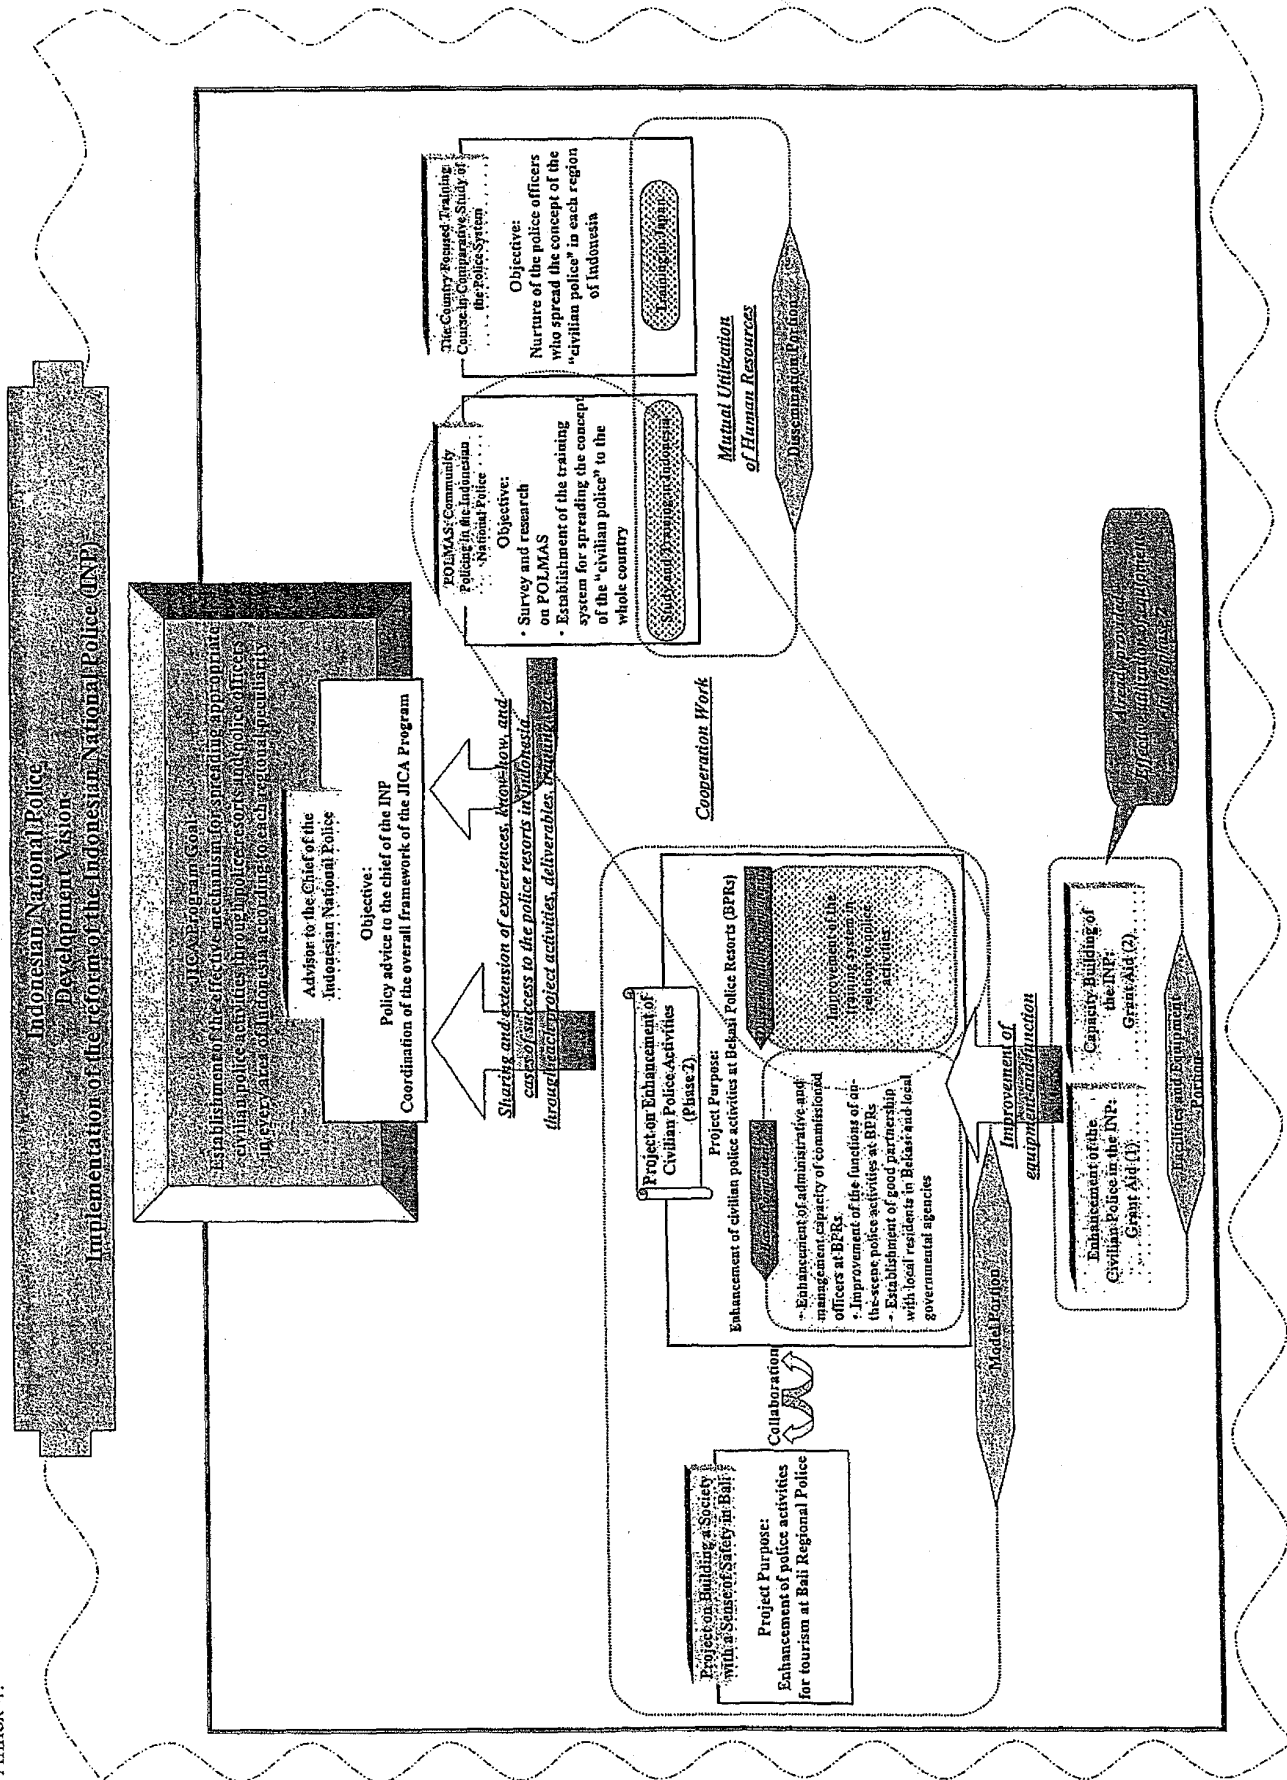 Indonesian National Police
Development Vision
Implementation of the reform of the Indonesian National Police (INP)
JICA Program Goal
Establishment of the effective mechanism for spreading appropriate
civilian police activities through police resorts and police officers
in every area of Indonesia according to each regional peculiarity
Advisor to the Chief of the
Indonesian National Police
Objective:
Policy advice to the chief of the INP
Coordination of the overall framework of the JICA Program
Sharing and extension of experiences, know-how, and
cases of success to the police resorts in Indonesia
through each project activities, deliverables, training
Project on Building a Society
with a Sense of Safety in Bali
Project Purpose:
Enhancement of police activities
for tourism at Bali Regional Police
Collaboration
Project on Enhancement of
Civilian Police Activities
(Phase 2)
Project Purpose:
Enhancement of civilian police activities at Bekasi Police Resorts (BPRs)
• Enhancement of administrative and
management capacity of commissioned
officers at BPRs
• Improvement of the functions of on-
the-scene police activities at BPRs
• Establishment of good partnership
with local residents in Bekasi and local
governmental agencies
Improvement of the
training system in
relation to police
activities
Model Portion
Cooperation Work
POLMAS: Community
Policing in the Indonesian
National Police
Objective:
• Survey and research
on POLMAS
• Establishment of the training
system for spreading the concept
of the "civilian police" to the
whole country
Study and Training in Indonesia
The Country Focused Training
Course in Comparative Study of
the Police System
Objective:
Nurture of the police officers
who spread the concept of the
"civilian police" in each region
of Indonesia
Training in Japan
Mutual Utilization
of Human Resources
Dissemination Portion
Improvement of
equipment and function
Enhancement of the
Civilian Police in the INP:
Grant Aid (1)
Capacity Building of
the INP:
Grant Aid (2)
Facilities and Equipment
Portion
Already provided